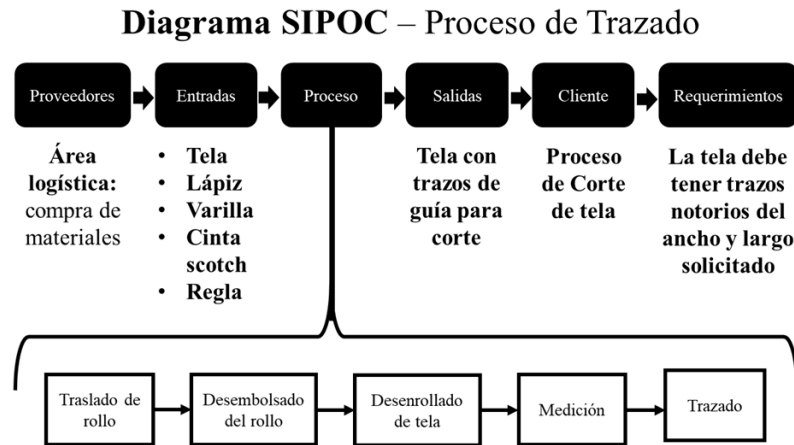 Diagrama SIPOC – Proceso de Trazado
Proveedores
Entradas
Proceso
Salidas
Cliente
Requerimientos
Área
logística:
compra de
materiales
• Tela
• Lápiz
• Varilla
• Cinta
scotch
• Regla
Tela con
trazos de
guía para
corte
Proceso
de Corte
de tela
La tela debe
tener trazos
notorios del
ancho y largo
solicitado
Traslado de
rollo
Desembolsado
del rollo
Desenrollado
de tela
Medición
Trazado